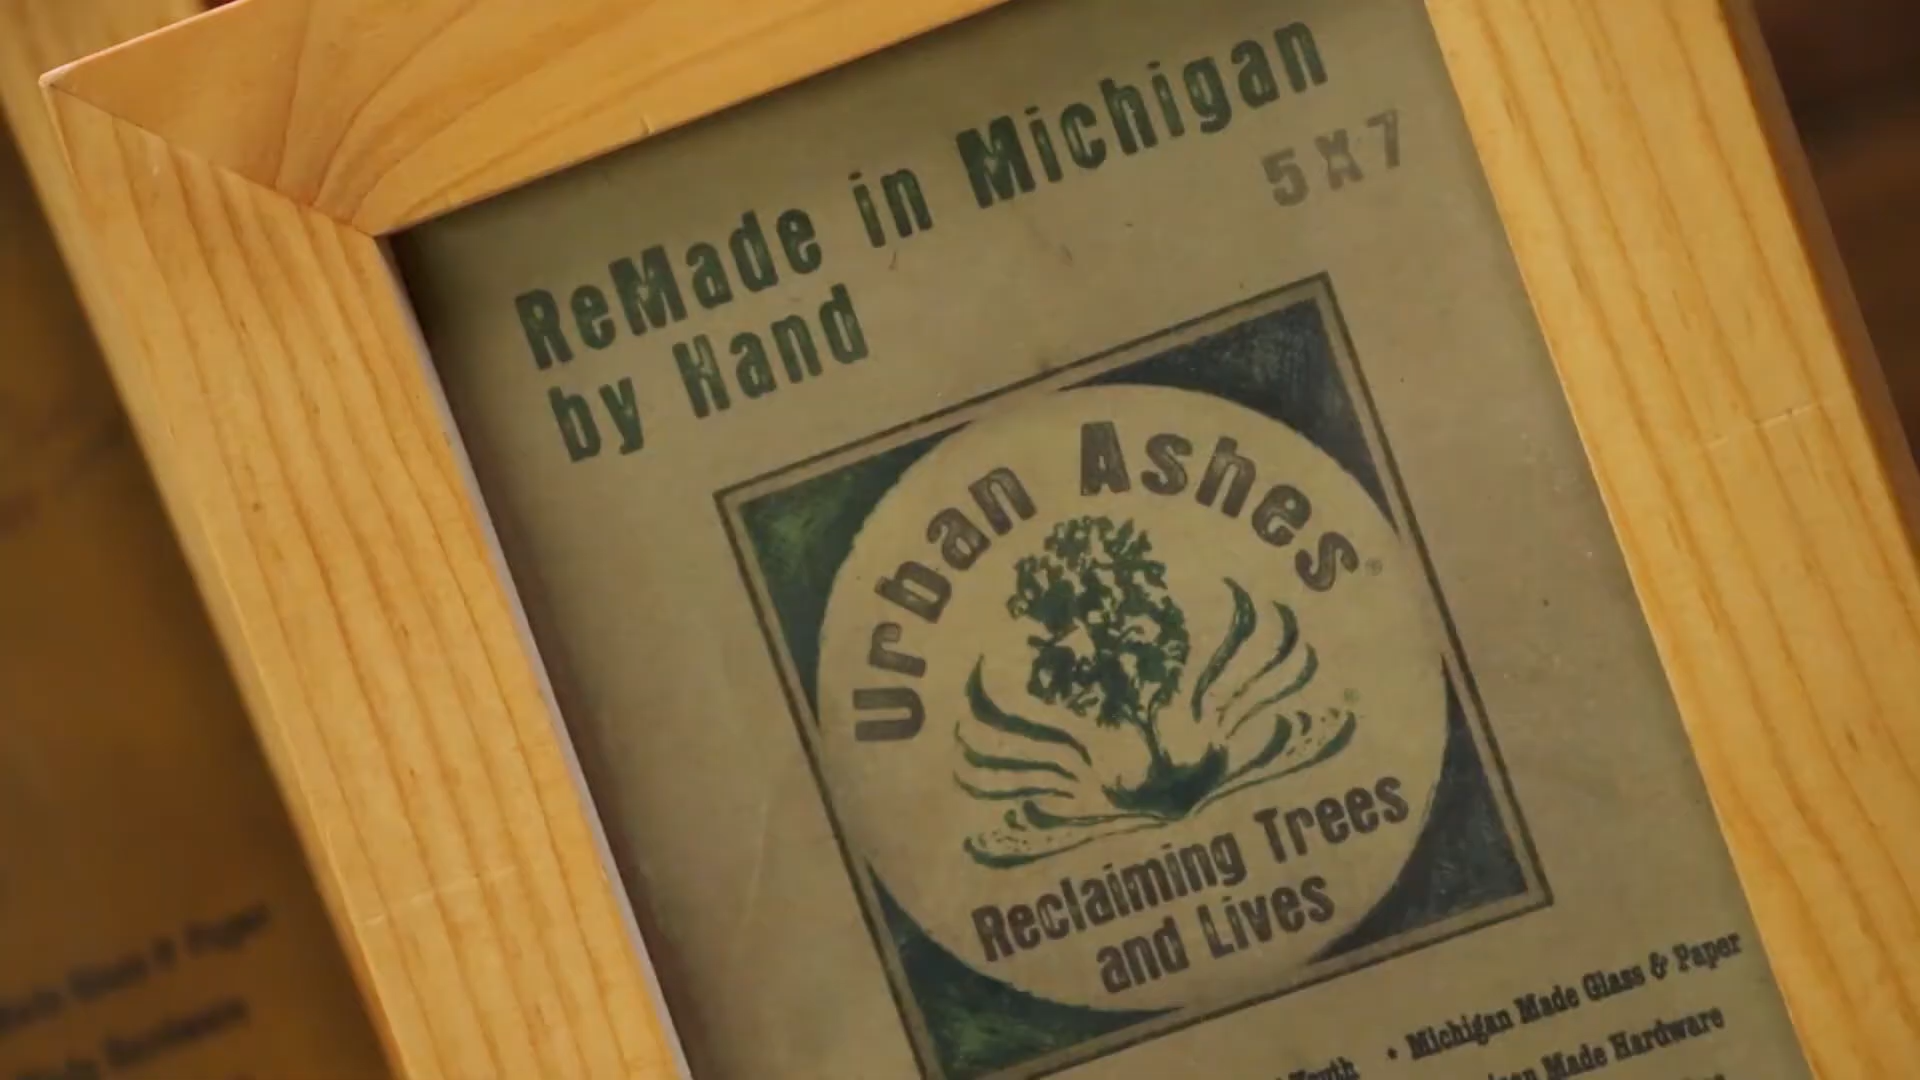 ReMade in Michigan
5 X 7
by Hand
Urban Ashes®
®
Reclaiming Trees
and Lives
• Michigan Made Glass & Paper
Made Hardware